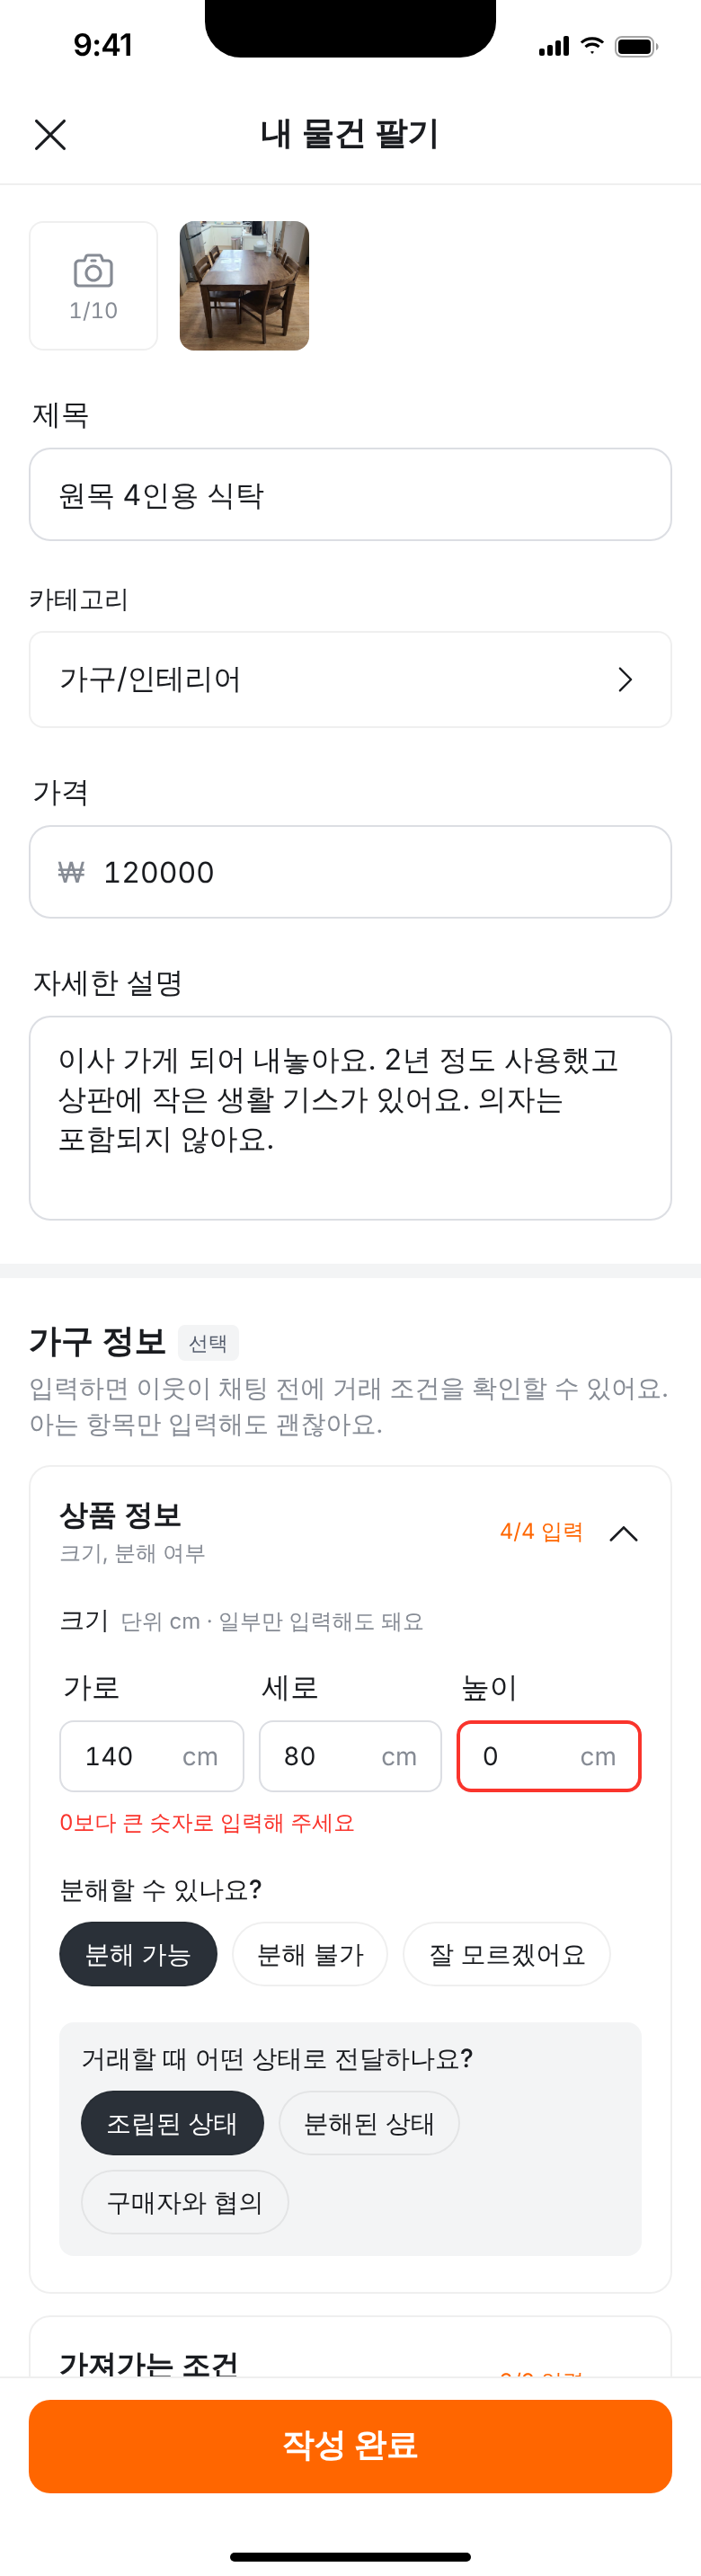 9:41
내 물건 팔기
1/10
제목
원목 4인용 식탁
카테고리
가구/인테리어
가격
₩ 120000
자세한 설명
이사 가게 되어 내놓아요. 2년 정도 사용했고
상판에 작은 생활 기스가 있어요. 의자는
포함되지 않아요.
가구 정보 선택
입력하면 이웃이 채팅 전에 거래 조건을 확인할 수 있어요.
아는 항목만 입력해도 괜찮아요.
상품 정보
4/4 입력
크기, 분해 여부
크기 단위 cm · 일부만 입력해도 돼요
가로 세로 높이
140 cm 80 cm 0 cm
0보다 큰 숫자로 입력해 주세요
분해할 수 있나요?
분해 가능 분해 불가 잘 모르겠어요
거래할 때 어떤 상태로 전달하나요?
조립된 상태 분해된 상태
구매자와 협의
가져가는 조건
작성 완료